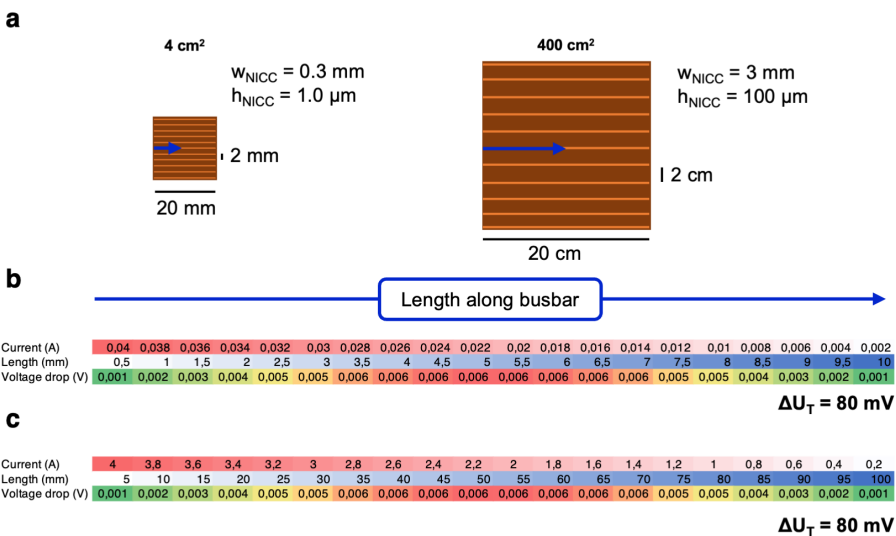 a
4 cm²
wNICC = 0.3 mm
hNICC = 1.0 µm
2 mm
20 mm
400 cm²
wNICC = 3 mm
hNICC = 100 µm
2 cm
20 cm
b
Length along busbar
Current (A) 0,04 0,038 0,036 0,034 0,032 0,03 0,028 0,026 0,024 0,022 0,02 0,018 0,016 0,014 0,012 0,01 0,008 0,006 0,004 0,002
Length (mm) 0,5 1 1,5 2 2,5 3 3,5 4 4,5 5 5,5 6 6,5 7 7,5 8 8,5 9 9,5 10
Voltage drop (V) 0,001 0,002 0,003 0,004 0,005 0,005 0,006 0,006 0,006 0,006 0,006 0,006 0,006 0,006 0,005 0,005 0,004 0,003 0,002 0,001
ΔUT = 80 mV
c
Current (A) 4 3,8 3,6 3,4 3,2 3 2,8 2,6 2,4 2,2 2 1,8 1,6 1,4 1,2 1 0,8 0,6 0,4 0,2
Length (mm) 5 10 15 20 25 30 35 40 45 50 55 60 65 70 75 80 85 90 95 100
Voltage drop (V) 0,001 0,002 0,003 0,004 0,005 0,005 0,006 0,006 0,006 0,006 0,006 0,006 0,006 0,006 0,005 0,005 0,004 0,003 0,002 0,001
ΔUT = 80 mV